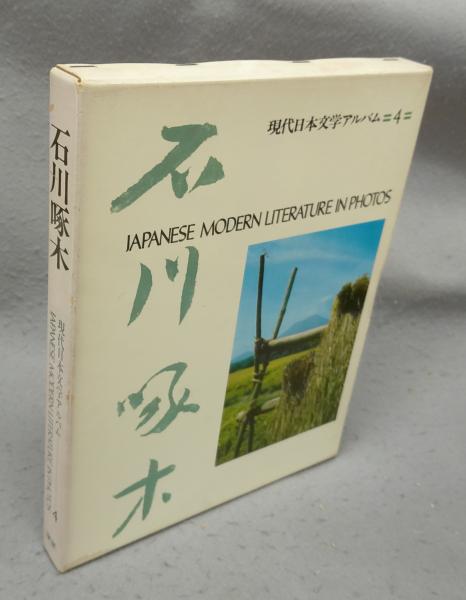 現代日本文学アルバム=4=
JAPANESE MODERN LITERATURE IN PHOTOS
石川啄木
石川啄木
現代日本文学アルバム
JAPANESE MODERN LITERATURE IN PHOTOS
4